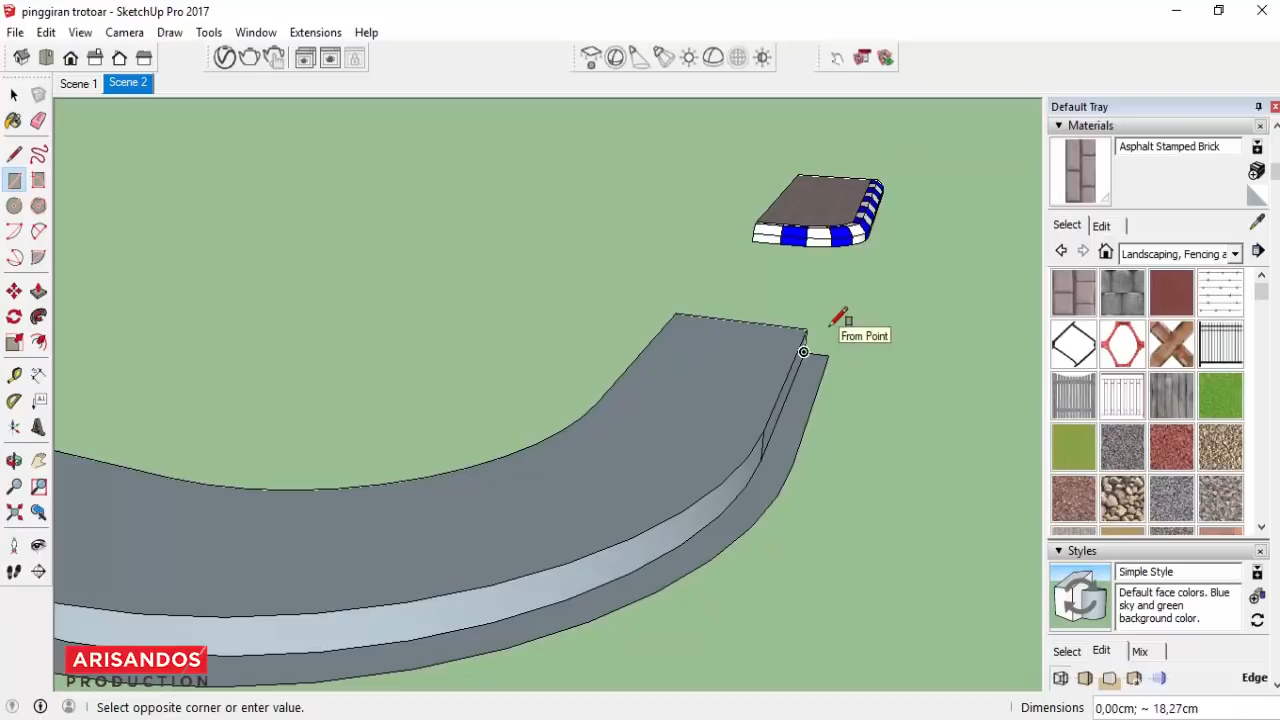 pinggiran trotoar - SketchUp Pro 2017
File Edit View Camera Draw Tools Window Extensions Help
Scene 1 Scene 2
Default Tray
Materials
Asphalt Stamped Brick
Select Edit
Landscaping, Fencing a
From Point
Styles
Simple Style
Default face colors. Blue
sky and green
background color.
Select Edit Mix
Edge
ARISANDOS
PRODUCTION
Select opposite corner or enter value.
Dimensions 0,00cm; ~ 18,27cm